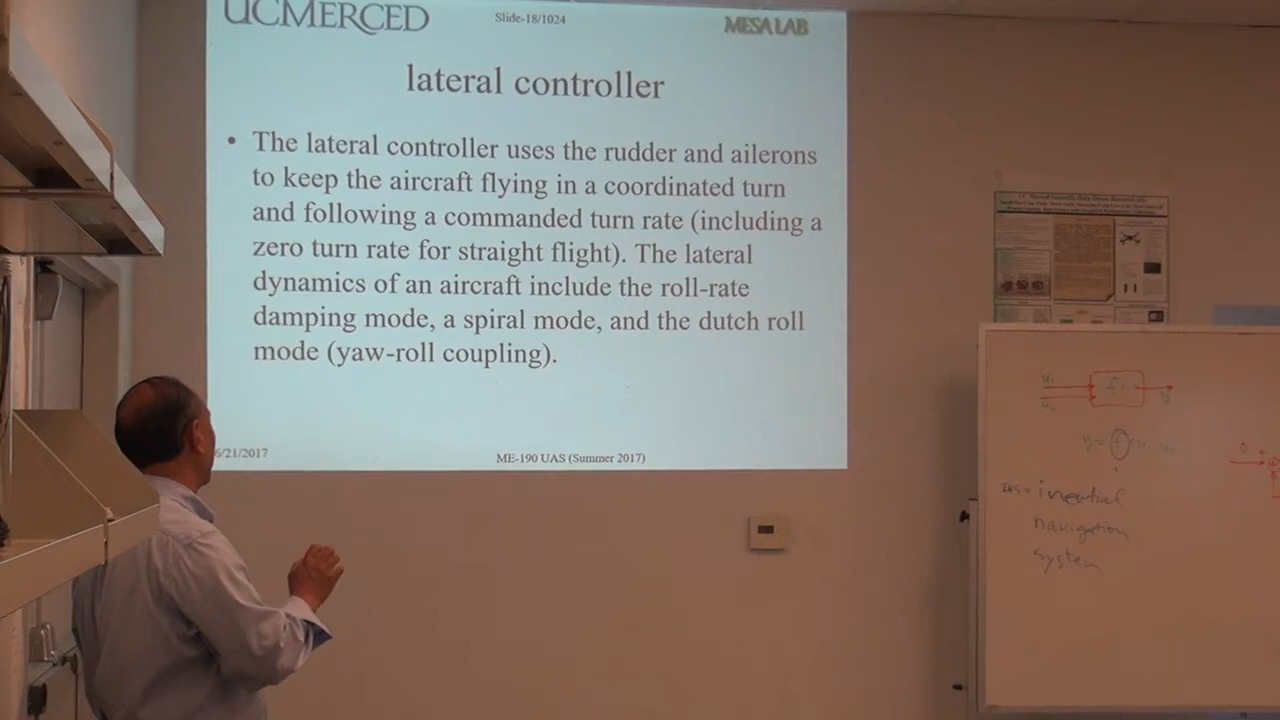 UCMERCED
Slide-18/1024
MESA LAB
lateral controller
• The lateral controller uses the rudder and ailerons
to keep the aircraft flying in a coordinated turn
and following a commanded turn rate (including a
zero turn rate for straight flight). The lateral
dynamics of an aircraft include the roll-rate
damping mode, a spiral mode, and the dutch roll
mode (yaw-roll coupling).
6/21/2017
ME-190 UAS (Summer 2017)
u₁
u₂
y =
inertial
navigation
system